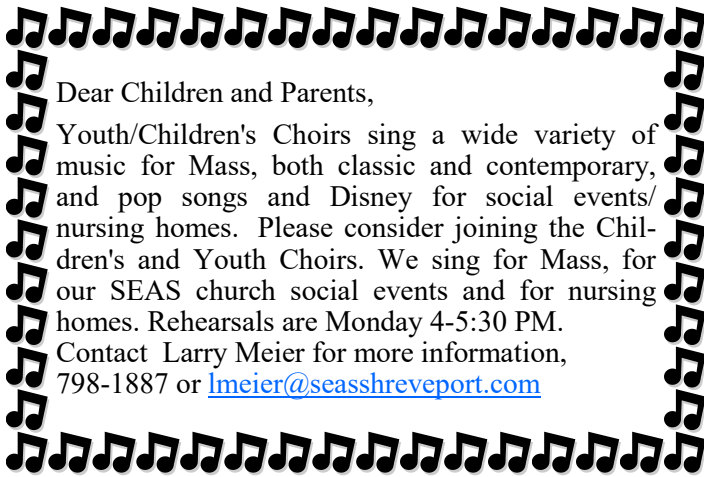 Dear Children and Parents,
Youth/Children's Choirs sing a wide variety of
music for Mass, both classic and contemporary,
and pop songs and Disney for social events/
nursing homes.  Please consider joining the Chil-
dren's and Youth Choirs. We sing for Mass, for
our SEAS church social events and for nursing
homes. Rehearsals are Monday 4-5:30 PM.
Contact  Larry Meier for more information,
798-1887 or lmeier@seasshreveport.com